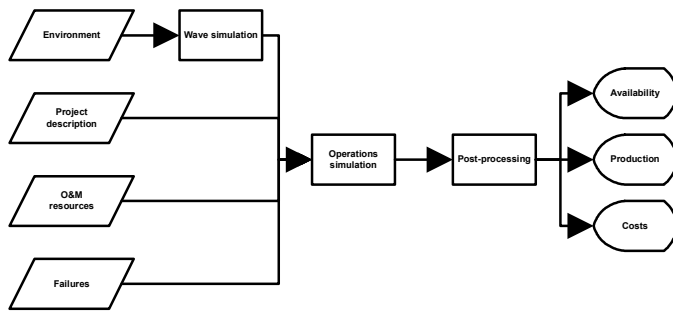 Environment
Wave simulation
Project
description
O&M
resources
Failures
Operations
simulation
Post-processing
Availability
Production
Costs